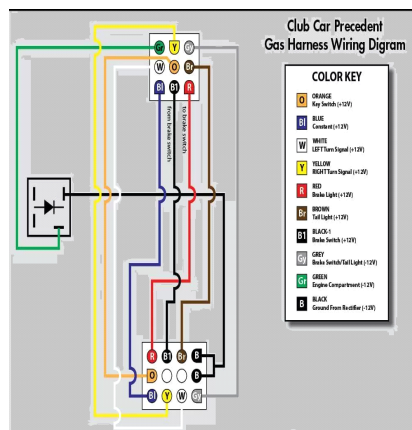 Club Car Precedent
Gas Harness Wiring Digram
COLOR KEY
O ORANGE
Key Switch (+12V)
Bl BLUE
Constant (+12V)
W WHITE
LEFT Turn Signal (+12V)
Y YELLOW
RIGHT Turn Signal (+12V)
R RED
Brake Light (+12V)
Br BROWN
Tail Light (+12V)
B1 BLACK-1
Brake Switch (+12V)
Gy GREY
Brake Switch/Tail Light (-12V)
Gr GREEN
Engine Compartment (-12V)
B BLACK
Ground From Rectifier (-12V)
Gr Y Gy
W O Br
Bl B1 R
from brake switch
to brake switch
R B1 Br B
O B
Bl Y W Gy